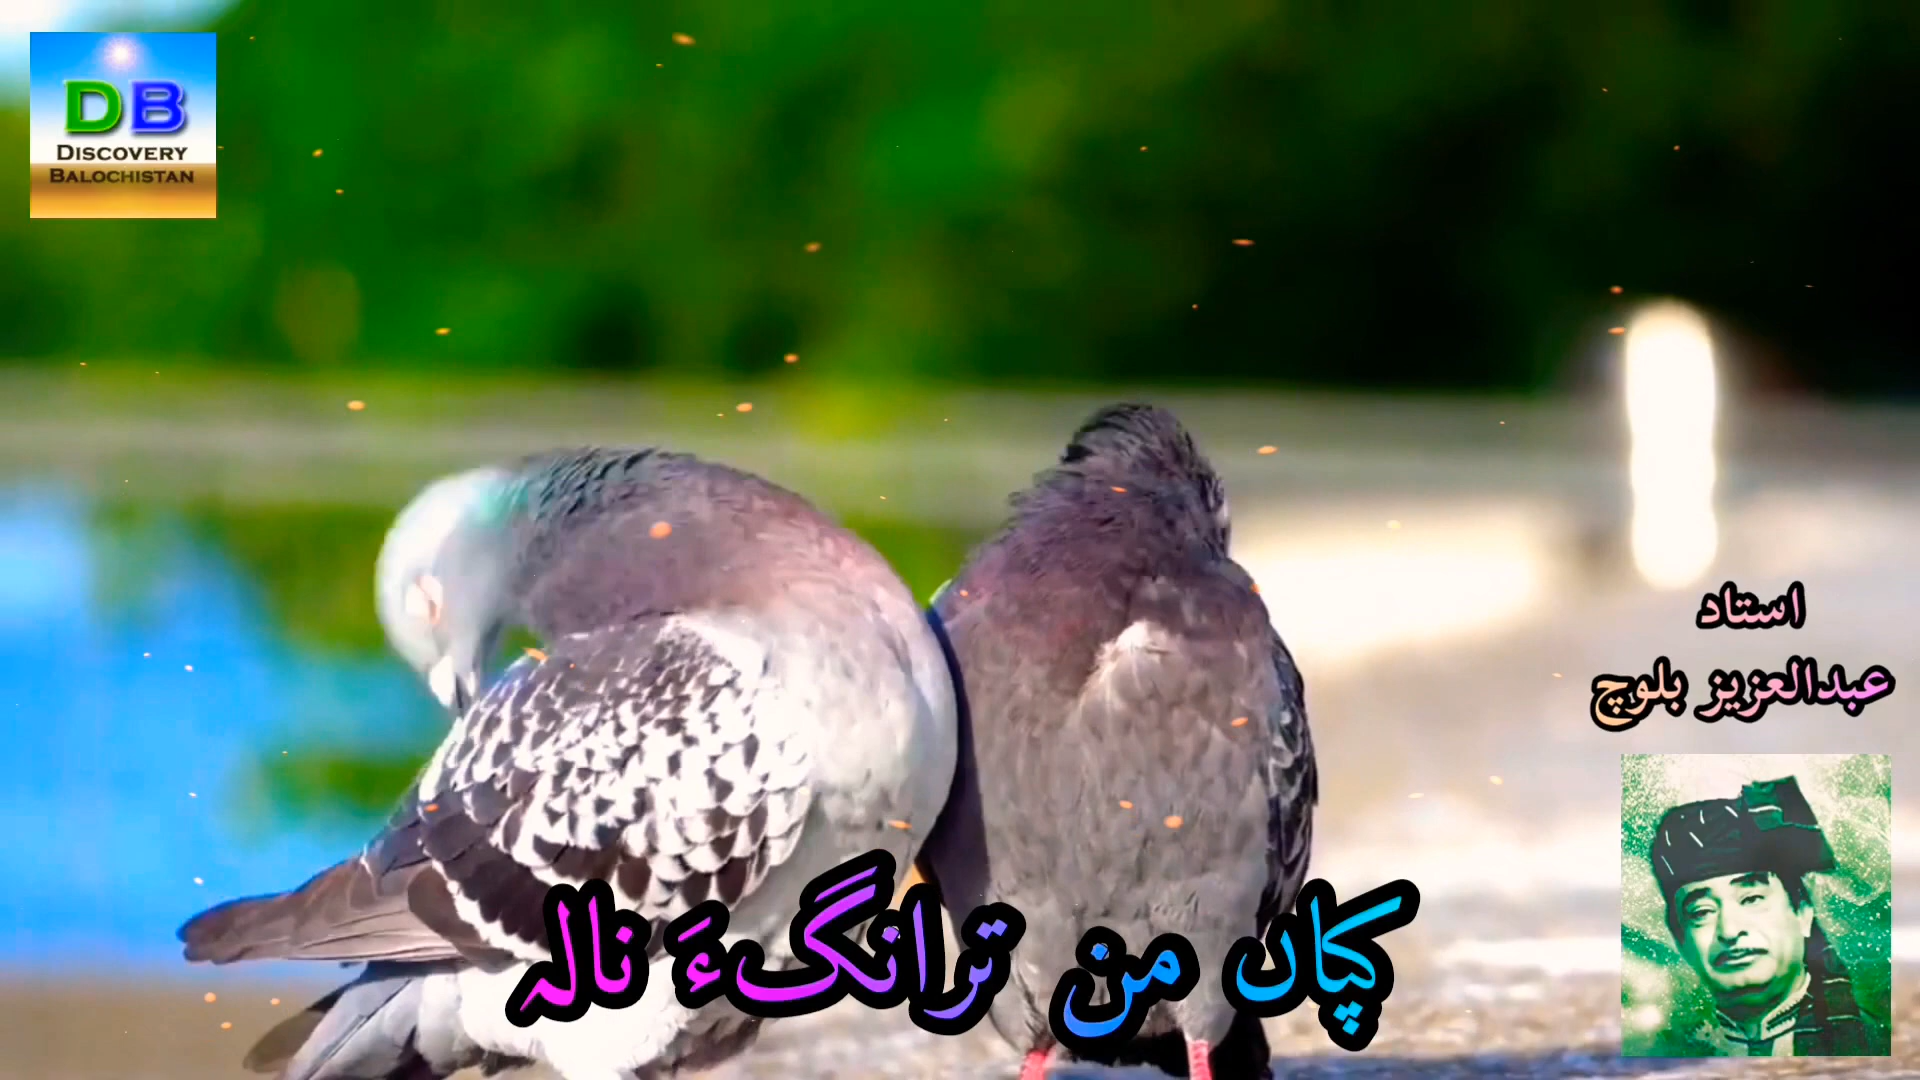 DB
DISCOVERY
BALOCHISTAN
استاد
عبدالعزیز بلوچ
کپاں من ترانگءَ نالہ